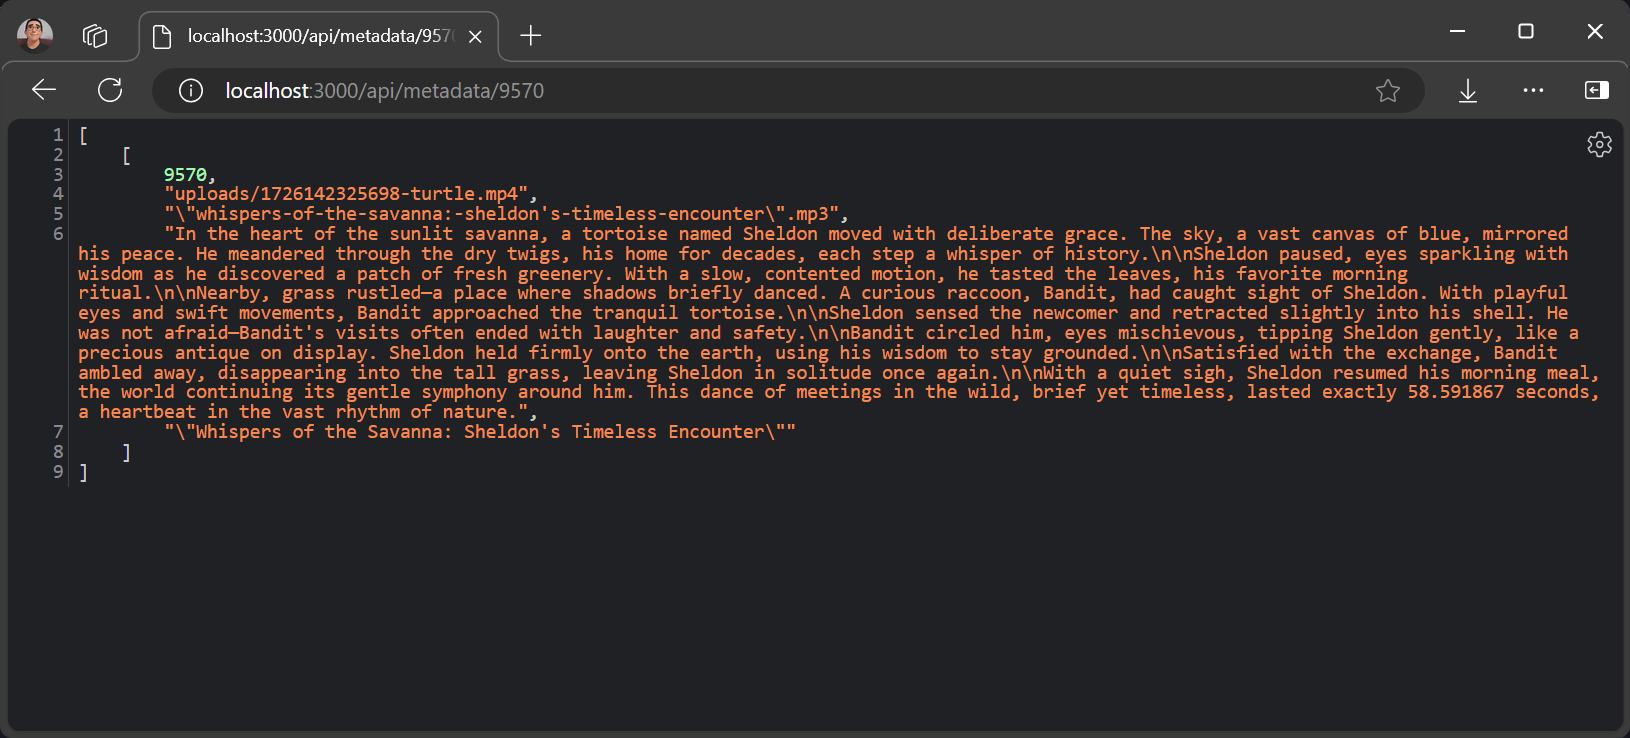 localhost:3000/api/metadata/9570
localhost:3000/api/metadata/9570
1 [
2     [
3         9570,
4         "uploads/1726142325698-turtle.mp4",
5         "\"whispers-of-the-savanna:-sheldon's-timeless-encounter\".mp3",
6         "In the heart of the sunlit savanna, a tortoise named Sheldon moved with deliberate grace. The sky, a vast canvas of blue, mirrored
his peace. He meandered through the dry twigs, his home for decades, each step a whisper of history.\n\nSheldon paused, eyes sparkling with
wisdom as he discovered a patch of fresh greenery. With a slow, contented motion, he tasted the leaves, his favorite morning
ritual.\n\nNearby, grass rustled—a place where shadows briefly danced. A curious raccoon, Bandit, had caught sight of Sheldon. With playful
eyes and swift movements, Bandit approached the tranquil tortoise.\n\nSheldon sensed the newcomer and retracted slightly into his shell. He
was not afraid—Bandit's visits often ended with laughter and safety.\n\nBandit circled him, eyes mischievous, tipping Sheldon gently, like a
precious antique on display. Sheldon held firmly onto the earth, using his wisdom to stay grounded.\n\nSatisfied with the exchange, Bandit
ambled away, disappearing into the tall grass, leaving Sheldon in solitude once again.\n\nWith a quiet sigh, Sheldon resumed his morning meal,
the world continuing its gentle symphony around him. This dance of meetings in the wild, brief yet timeless, lasted exactly 58.591867 seconds,
a heartbeat in the vast rhythm of nature.",
7         "\"Whispers of the Savanna: Sheldon's Timeless Encounter\""
8     ]
9 ]